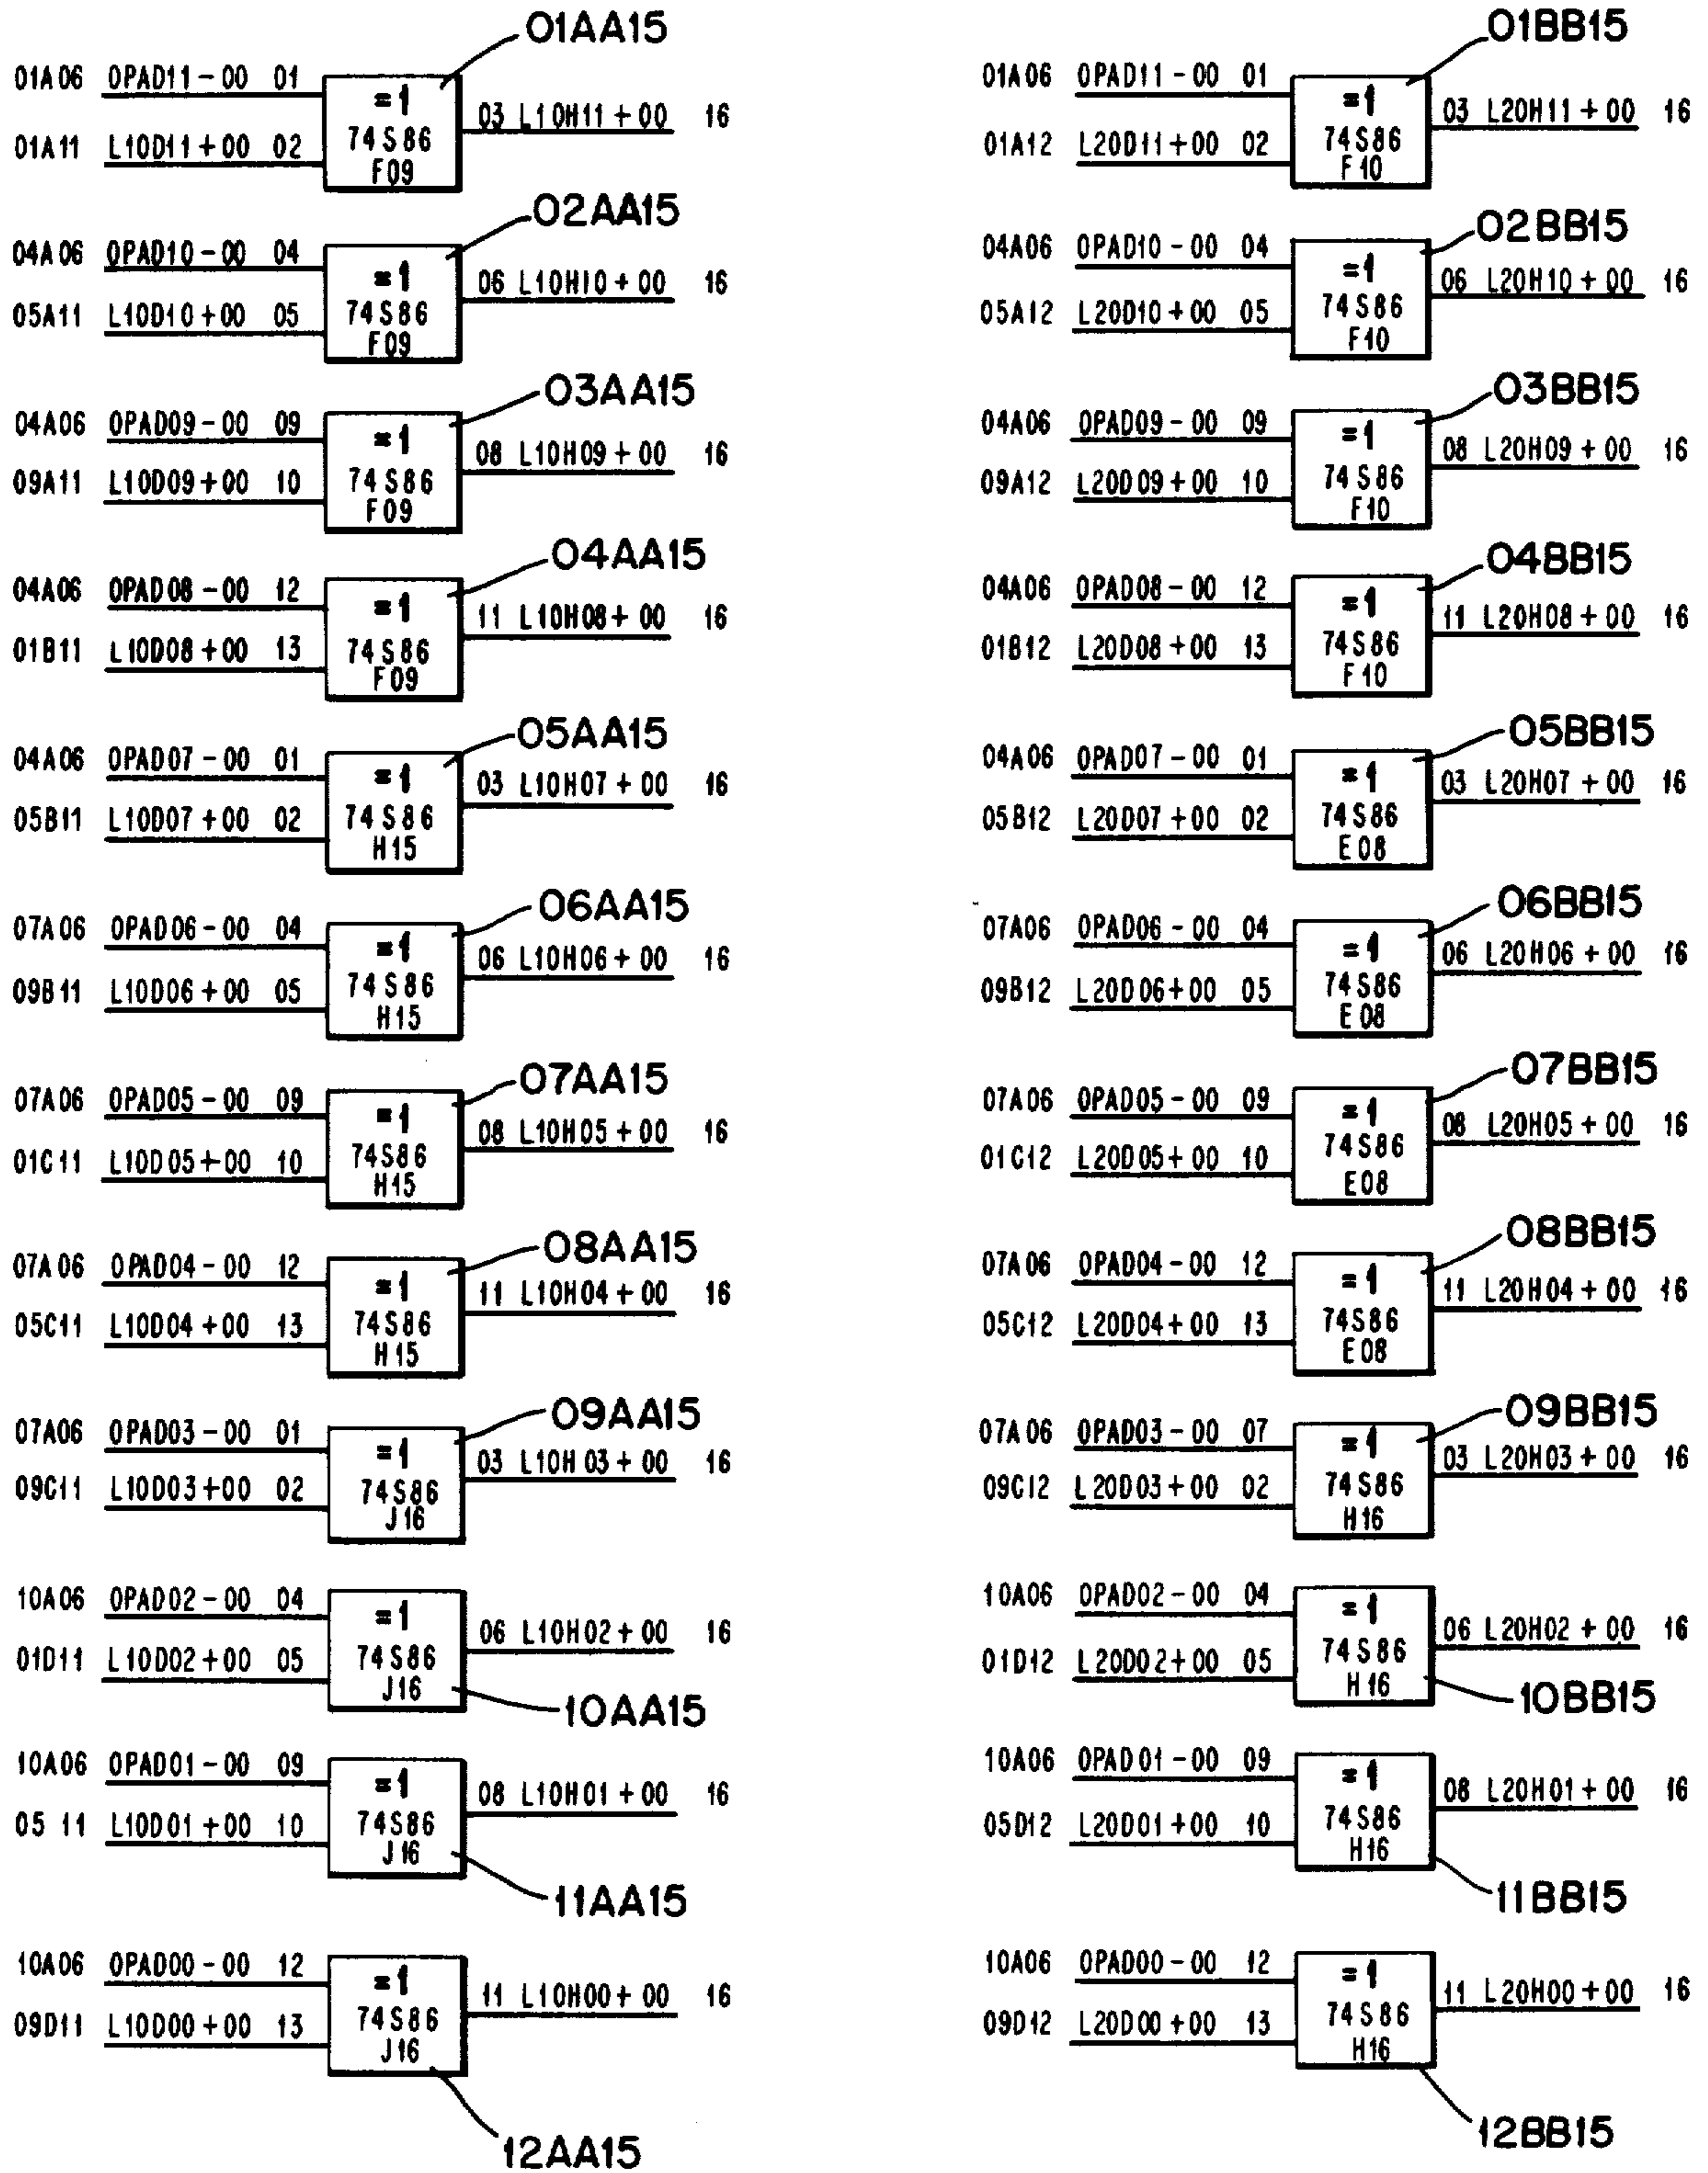 01AA15
01A06 0PAD11-00 01
=1
03 L10H11+00 16
01A11 L10D11+00 02
74S86
F09
02AA15
04A06 0PAD10-00 04
=1
06 L10H10+00 16
05A11 L10D10+00 05
74S86
F09
03AA15
04A06 0PAD09-00 09
=1
08 L10H09+00 16
09A11 L10D09+00 10
74S86
F09
04AA15
04A06 0PAD08-00 12
=1
11 L10H08+00 16
01B11 L10D08+00 13
74S86
F09
05AA15
04A06 0PAD07-00 01
=1
03 L10H07+00 16
05B11 L10D07+00 02
74S86
H15
06AA15
07A06 0PAD06-00 04
=1
06 L10H06+00 16
09B11 L10D06+00 05
74S86
H15
07AA15
07A06 0PAD05-00 09
=1
08 L10H05+00 16
01C11 L10D05+00 10
74S86
H15
08AA15
07A06 0PAD04-00 12
=1
11 L10H04+00 16
05C11 L10D04+00 13
74S86
H15
09AA15
07A06 0PAD03-00 01
=1
03 L10H03+00 16
09C11 L10D03+00 02
74S86
J16
10A06 0PAD02-00 04
=1
06 L10H02+00 16
01D11 L10D02+00 05
74S86
J16
10AA15
10A06 0PAD01-00 09
=1
08 L10H01+00 16
05 11 L10D01+00 10
74S86
J16
11AA15
10A06 0PAD00-00 12
=1
11 L10H00+00 16
09D11 L10D00+00 13
74S86
J16
12AA15
01BB15
01A06 0PAD11-00 01
=1
03 L20H11+00 16
01A12 L20D11+00 02
74S86
F10
02BB15
04A06 0PAD10-00 04
=1
06 L20H10+00 16
05A12 L20D10+00 05
74S86
F10
03BB15
04A06 0PAD09-00 09
=1
08 L20H09+00 16
09A12 L20D09+00 10
74S86
F10
04BB15
04A06 0PAD08-00 12
=1
11 L20H08+00 16
01B12 L20D08+00 13
74S86
F10
05BB15
04A06 0PAD07-00 01
=1
03 L20H07+00 16
05B12 L20D07+00 02
74S86
E08
06BB15
07A06 0PAD06-00 04
=1
06 L20H06+00 16
09B12 L20D06+00 05
74S86
E08
07BB15
07A06 0PAD05-00 09
=1
08 L20H05+00 16
01C12 L20D05+00 10
74S86
E08
08BB15
07A06 0PAD04-00 12
=1
11 L20H04+00 16
05C12 L20D04+00 13
74S86
E08
09BB15
07A06 0PAD03-00 07
=1
03 L20H03+00 16
09C12 L20D03+00 02
74S86
H16
10A06 0PAD02-00 04
=1
06 L20H02+00 16
01D12 L20D02+00 05
74S86
H16
10BB15
10A06 0PAD01-00 09
=1
08 L20H01+00 16
05D12 L20D01+00 10
74S86
H16
11BB15
10A06 0PAD00-00 12
=1
11 L20H00+00 16
09D12 L20D00+00 13
74S86
H16
12BB15